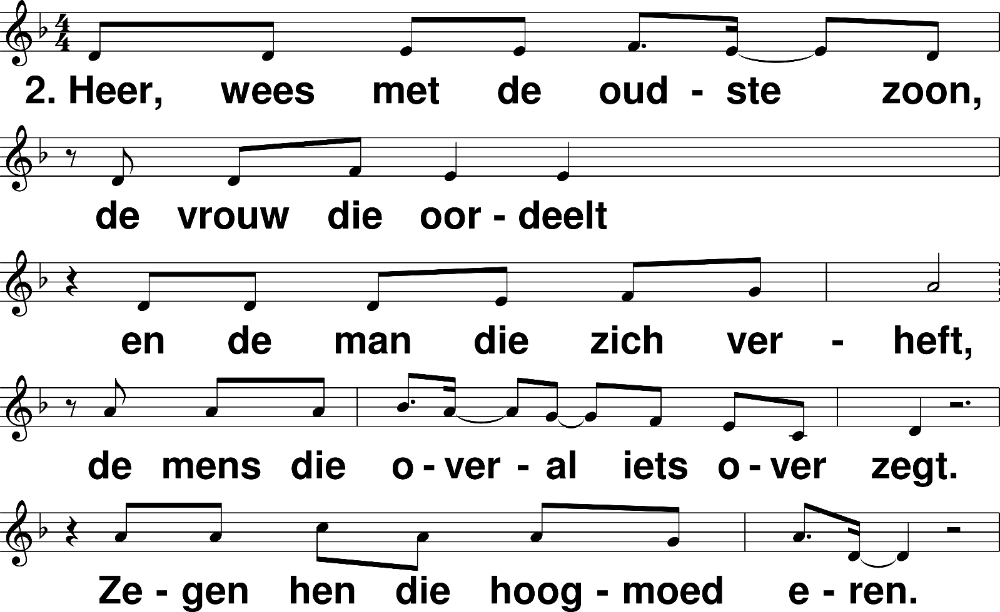 2. Heer, wees met de oud - ste zoon,
de vrouw die oor - deelt
en de man die zich ver - heft,
de mens die o - ver - al iets o - ver zegt.
Ze - gen hen die hoog - moed e - ren.